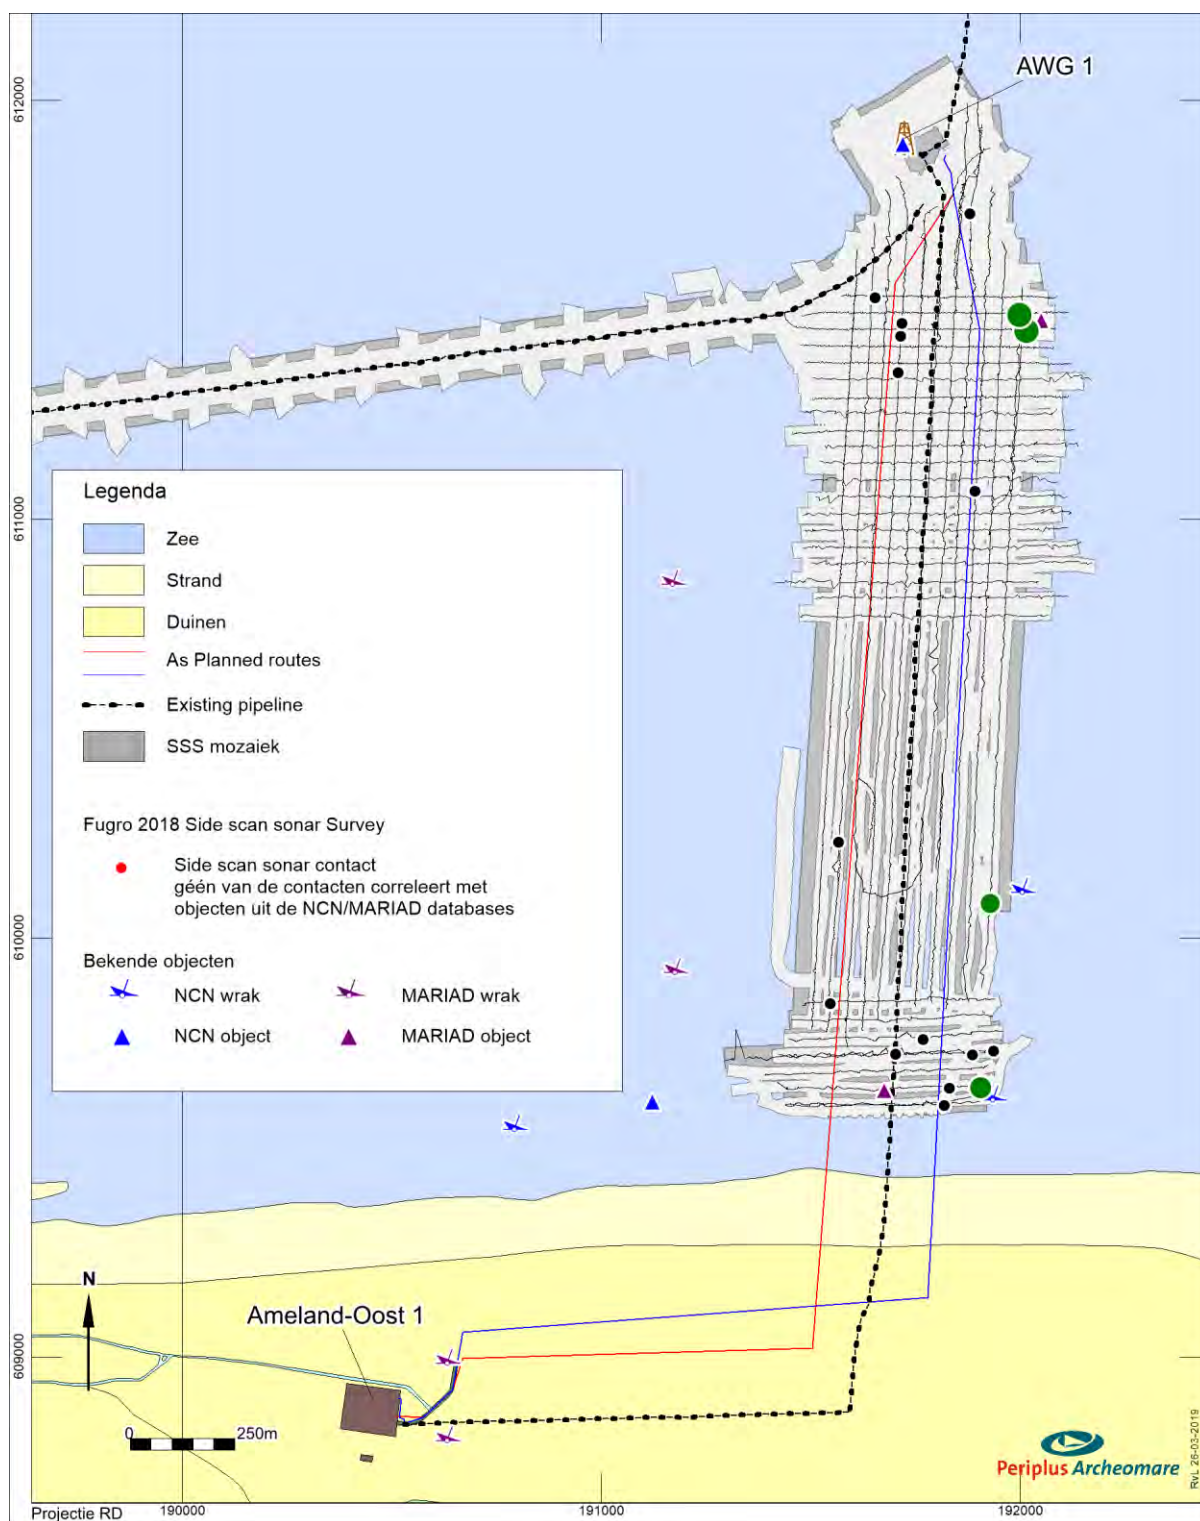 AWG 1
612000
611000
610000
609000
Legenda
Zee
Strand
Duinen
As Planned routes
Existing pipeline
SSS mozaiek
Fugro 2018 Side scan sonar Survey
Side scan sonar contact
géén van de contacten correleert met
objecten uit de NCN/MARIAD databases
Bekende objecten
NCN wrak
MARIAD wrak
NCN object
MARIAD object
N
Ameland-Oost 1
0
250m
Periplus Archeomare
RvL 26-03-2019
Projectie RD
190000
191000
192000